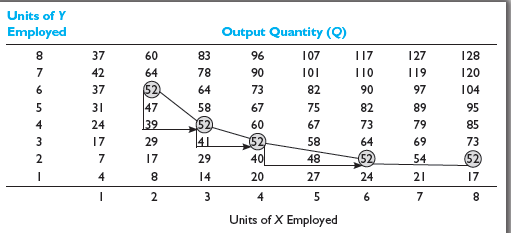 Units of Y
Employed Output Quantity (Q)
8 37 60 83 96 107 117 127 128
7 42 64 78 90 101 110 119 120
6 37 52 64 73 82 90 97 104
5 31 47 58 67 75 82 89 95
4 24 39 52 60 67 73 79 85
3 17 29 41 52 58 64 69 73
2 7 17 29 40 48 52 54 52
1 4 8 14 20 27 24 21 17
1 2 3 4 5 6 7 8
Units of X Employed